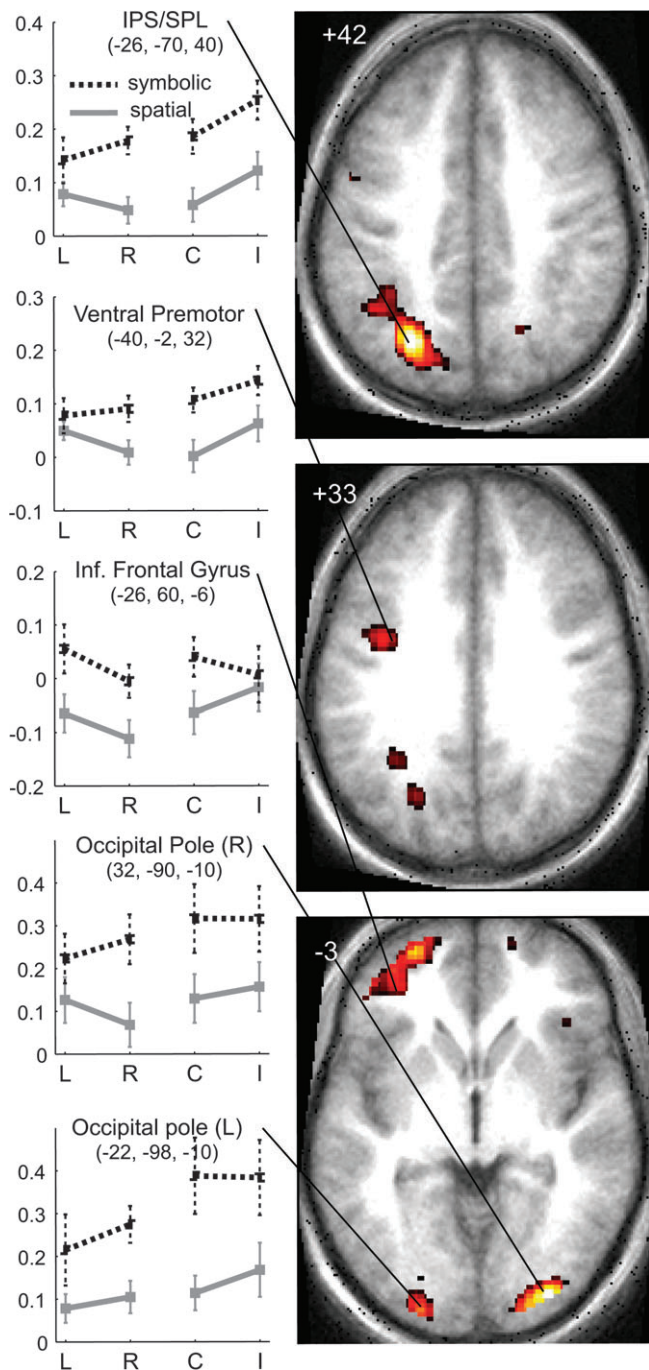 IPS/SPL
(-26, -70, 40)
0.4
0.3
0.2
0.1
0
symbolic
spatial
L R C I
+42
Ventral Premotor
(-40, -2, 32)
0.3
0.2
0.1
0
-0.1
L R C I
+33
Inf. Frontal Gyrus
(-26, 60, -6)
0.2
0.1
0
-0.1
-0.2
L R C I
Occipital Pole (R)
(32, -90, -10)
0.4
0.3
0.2
0.1
0
L R C I
-3
Occipital pole (L)
(-22, -98, -10)
0.4
0.3
0.2
0.1
0
L R C I